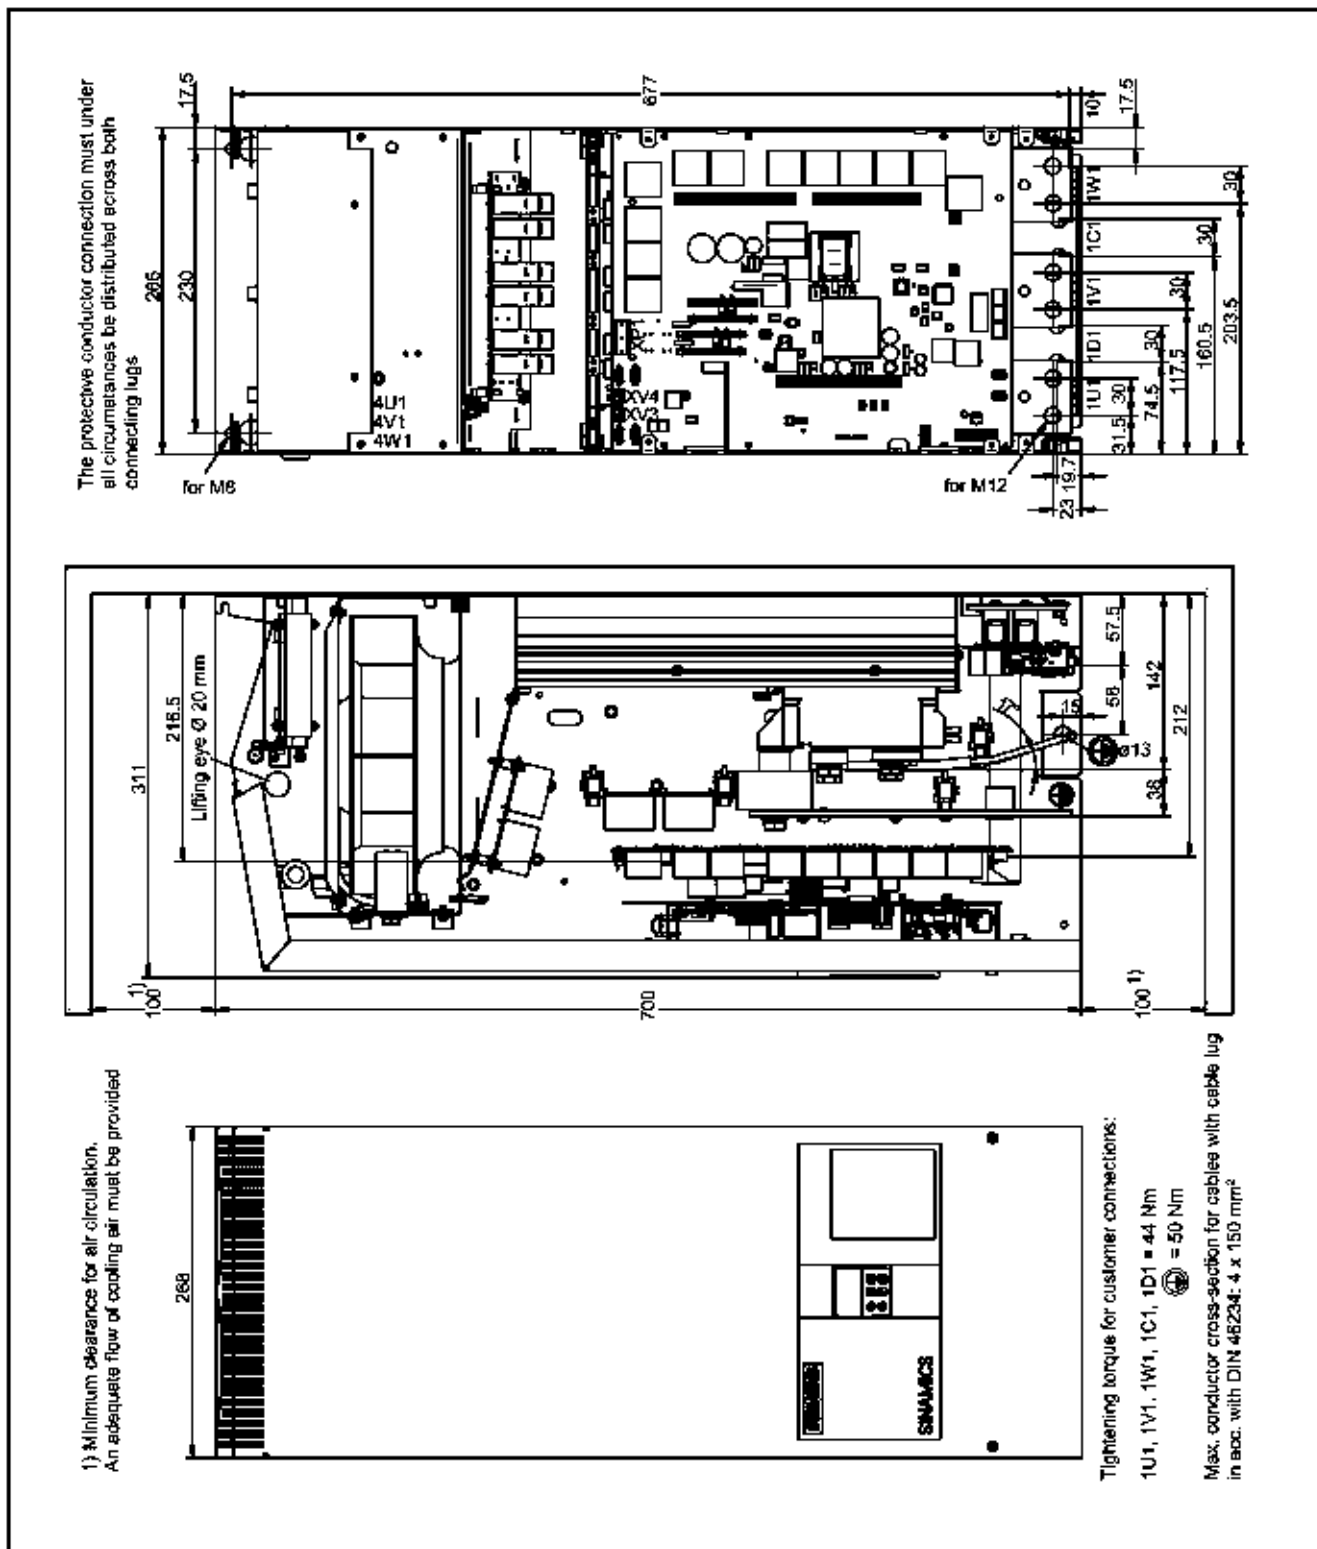 The protective conductor connection must under
all circumstances be distributed across both
connecting lugs
17.5
265
230
677
10
17.5
4U1
4V1
4W1
XV4
XV3
for M6
for M12
1U1
1D1
1V1
1C1
1W1
31.5
30
74.5
30
117.5
30
160.5
30
203.5
30
23
19.7
311
216.5
Lifting eye Ø 20 mm
57.5
142
58
212
15
ø13
38
100 1)
700
100 1)
1) Minimum clearance for air circulation.
An adequate flow of cooling air must be provided
268
SINAMICS
Tightening torque for customer connections:
1U1, 1V1, 1W1, 1C1, 1D1 = 44 Nm
= 50 Nm
Max. conductor cross-section for cables with cable lug
in acc. with DIN 46234: 4 x 150 mm²